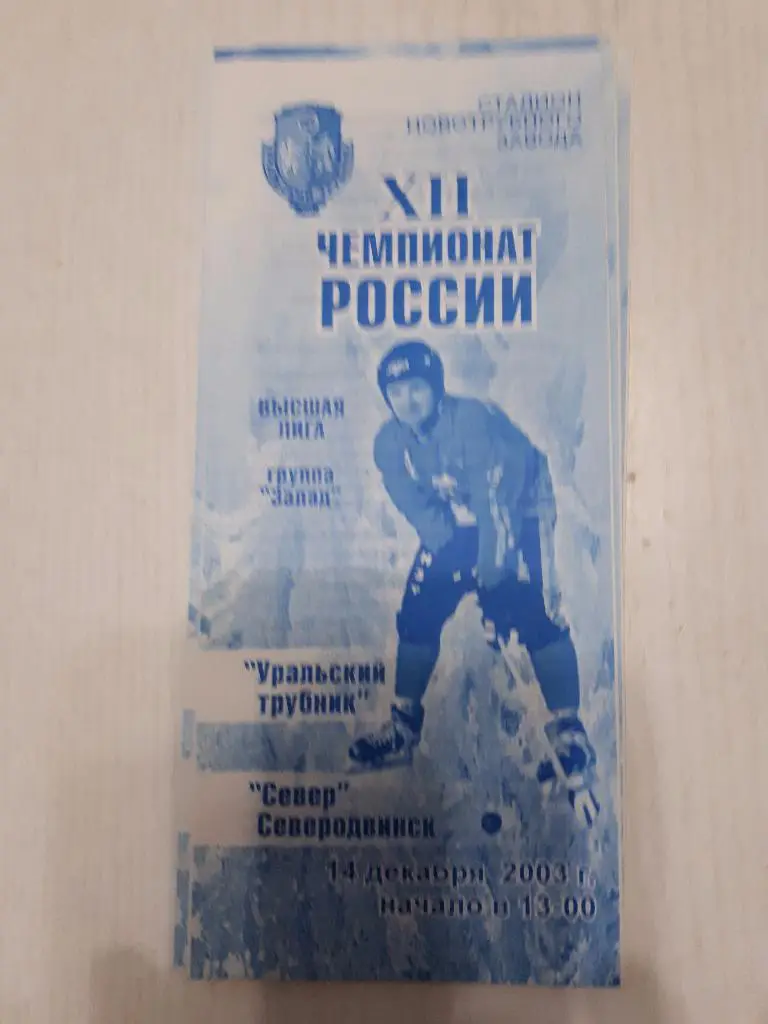 СТАДИОН
НОВОТРУБНОГО
ЗАВОДА
XII
ЧЕМПИОНАТ
РОССИИ
ВЫСШАЯ
ЛИГА
группа
"Запад"
"Уральский
трубник"
"Север"
Северодвинск
14 декабря 2003 г.
начало в 13-00